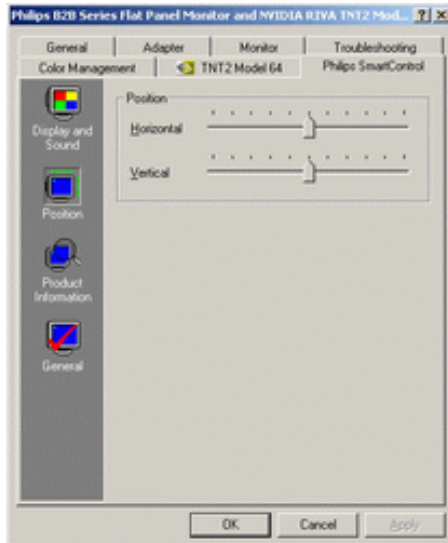 Philips B2B Series Flat Panel Monitor and NVIDIA RIVA TNT2 Mod...
General
Adapter
Monitor
Troubleshooting
Color Management
TNT2 Model 64
Philips SmartControl
Display and
Sound
Position
Product
Information
General
Position
Horizontal
Vertical
OK
Cancel
Apply